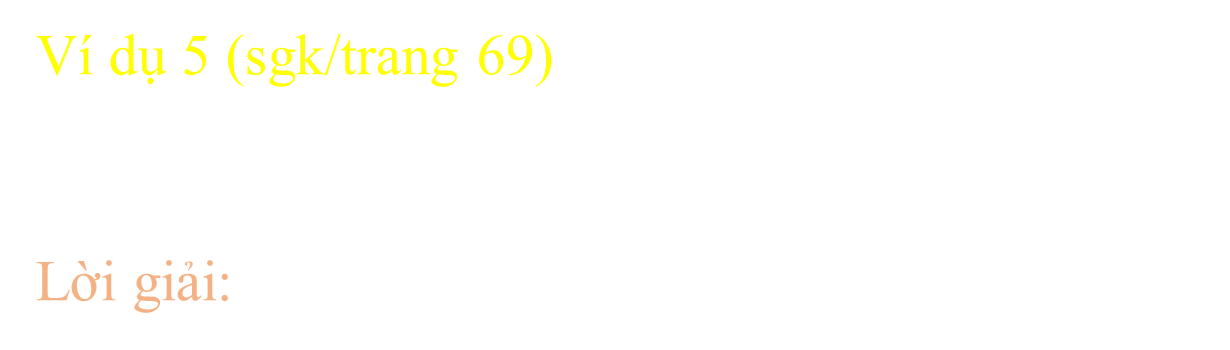 Ví dụ 5 (sgk/trang 69)
Lời giải: